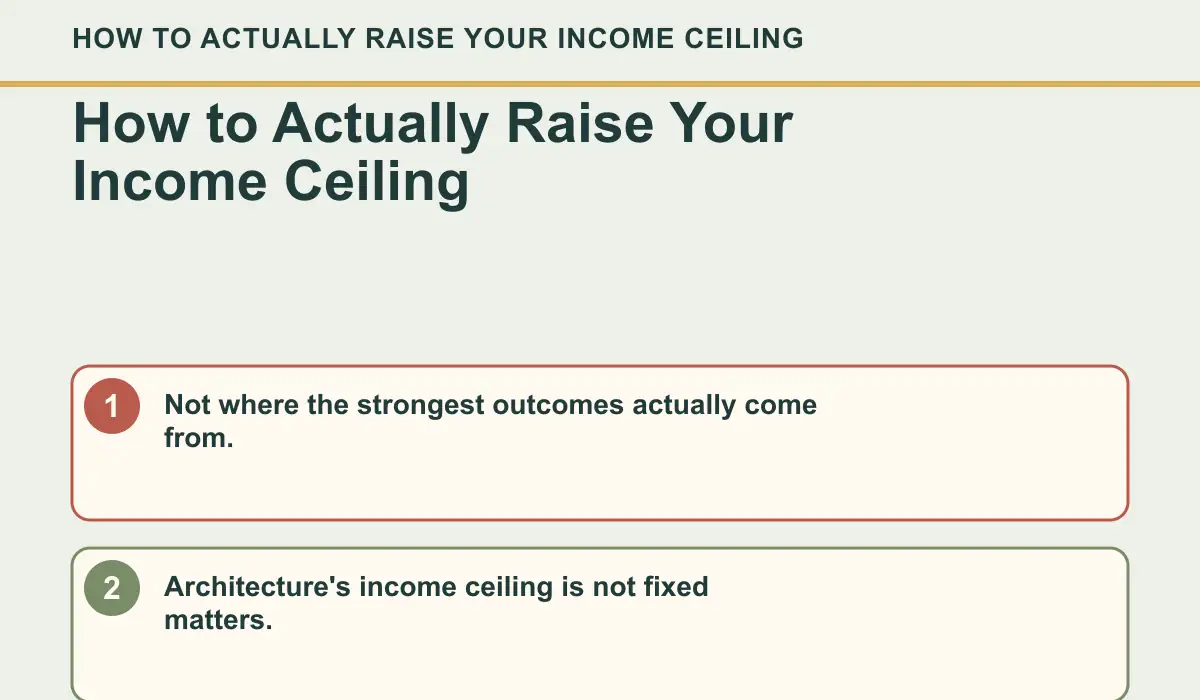 HOW TO ACTUALLY RAISE YOUR INCOME CEILING
How to Actually Raise Your
Income Ceiling
1
Not where the strongest outcomes actually come
from.
2
Architecture's income ceiling is not fixed
matters.